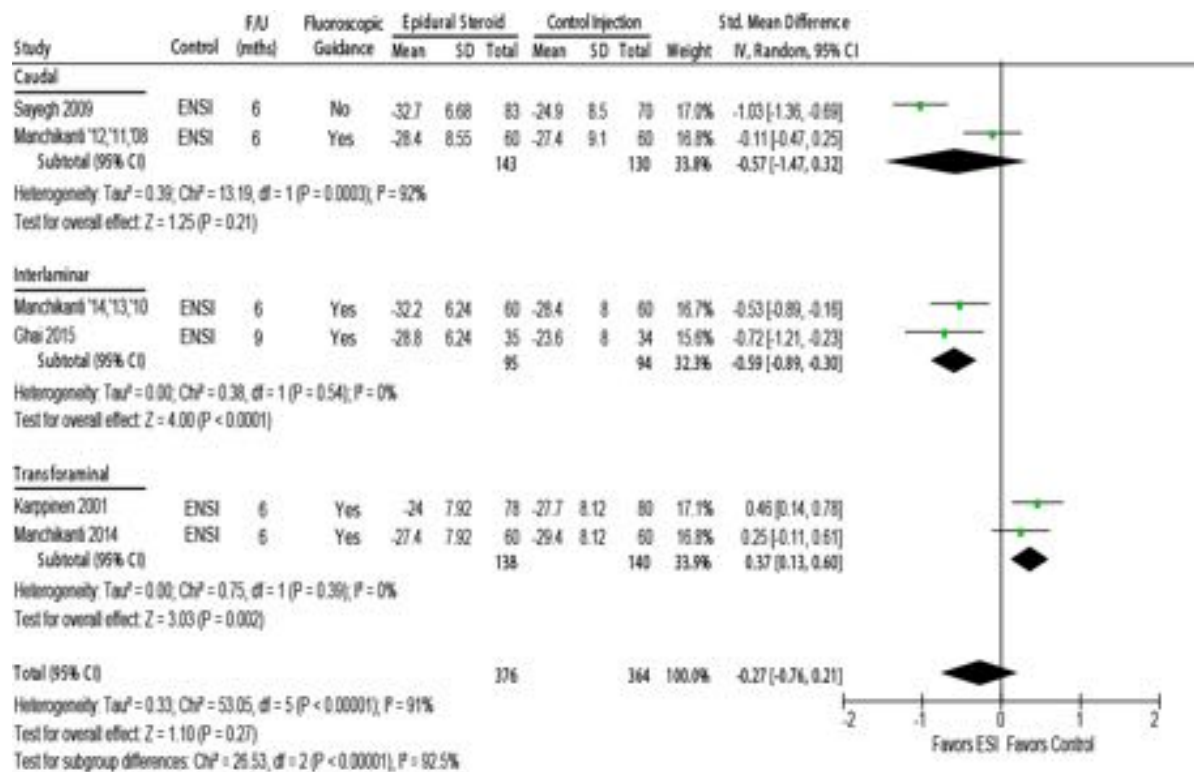 F/U Fluoroscopic Epidural Steroid Control Injection Std. Mean Difference
Study Control (mths) Guidance Mean SD Total Mean SD Total Weight IV, Random, 95% CI
Caudal
Sayegh 2009 ENSI 6 No -32.7 6.68 83 -24.9 8.5 70 17.0% -1.03 [-1.36, -0.69]
Manchikanti '12,'11,'08 ENSI 6 Yes -28.4 8.55 60 -27.4 9.1 60 16.8% -0.11 [-0.47, 0.25]
Subtotal (95% CI) 143 130 33.8% -0.57 [-1.47, 0.32]
Heterogeneity: Tau² = 0.39; Chi² = 13.19, df = 1 (P = 0.0003); I² = 92%
Test for overall effect: Z = 1.25 (P = 0.21)
Interlaminar
Manchikanti '14,'13,'10 ENSI 6 Yes -32.2 6.24 60 -28.4 8 60 16.7% -0.53 [-0.89, -0.16]
Ghai 2015 ENSI 9 Yes -28.8 6.24 35 -23.6 8 34 15.6% -0.72 [-1.21, -0.23]
Subtotal (95% CI) 95 94 32.3% -0.59 [-0.89, -0.30]
Heterogeneity: Tau² = 0.00; Chi² = 0.38, df = 1 (P = 0.54); I² = 0%
Test for overall effect: Z = 4.00 (P < 0.0001)
Transforaminal
Karppinen 2001 ENSI 6 Yes -24 7.92 78 -27.7 8.12 80 17.1% 0.46 [0.14, 0.78]
Manchikanti 2014 ENSI 6 Yes -27.4 7.92 60 -29.4 8.12 60 16.8% 0.25 [-0.11, 0.61]
Subtotal (95% CI) 138 140 33.9% 0.37 [0.13, 0.60]
Heterogeneity: Tau² = 0.00; Chi² = 0.75, df = 1 (P = 0.39); I² = 0%
Test for overall effect: Z = 3.03 (P = 0.002)
Total (95% CI) 376 364 100.0% -0.27 [-0.76, 0.21]
Heterogeneity: Tau² = 0.33; Chi² = 53.05, df = 5 (P < 0.00001); I² = 91%
Test for overall effect: Z = 1.10 (P = 0.27)
Test for subgroup differences: Chi² = 26.53, df = 2 (P < 0.00001), I² = 92.5%
-2 -1 0 1 2
Favors ESI Favors Control